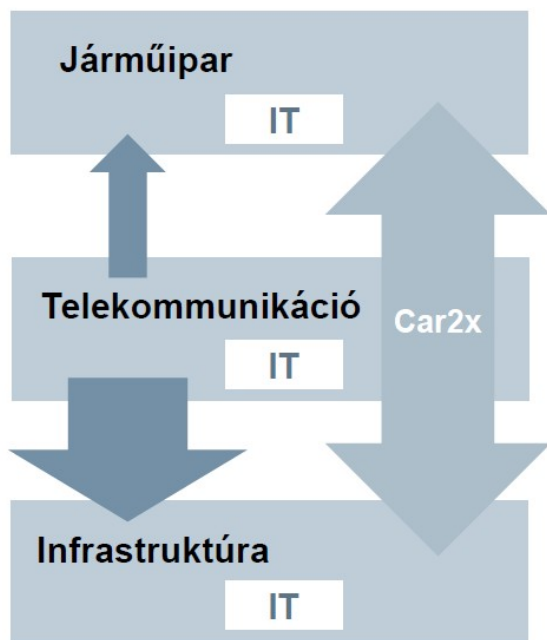 Járműipar
IT
Telekommunikáció
Car2x
IT
Infrastruktúra
IT